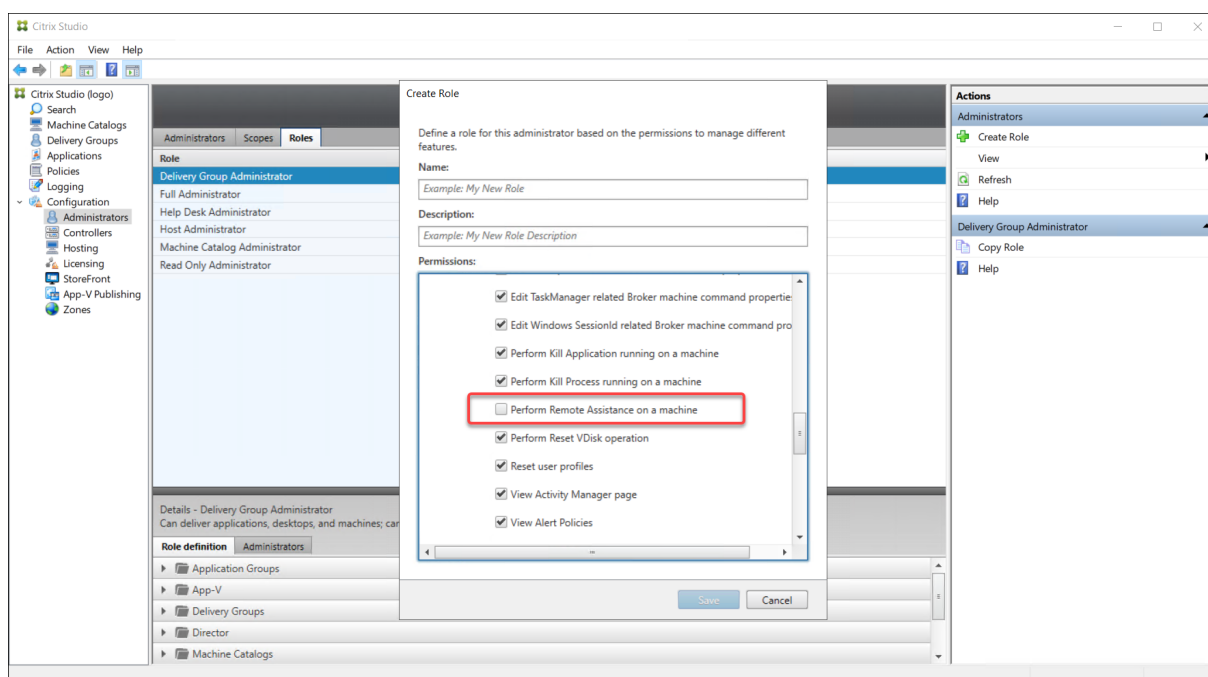 Citrix Studio
File Action View Help
Citrix Studio (logo)
Search
Machine Catalogs
Delivery Groups
Applications
Policies
Logging
Configuration
Administrators
Controllers
Hosting
Licensing
StoreFront
App-V Publishing
Zones
Administrators Scopes Roles
Role
Delivery Group Administrator
Full Administrator
Help Desk Administrator
Host Administrator
Machine Catalog Administrator
Read Only Administrator
Details - Delivery Group Administrator
Can deliver applications, desktops, and machines; car
Role definition Administrators
Application Groups
App-V
Delivery Groups
Director
Machine Catalogs
Create Role
Define a role for this administrator based on the permissions to manage different
features.
Name:
Example: My New Role
Description:
Example: My New Role Description
Permissions:
Edit TaskManager related Broker machine command propertie
Edit Windows SessionId related Broker machine command pro
Perform Kill Application running on a machine
Perform Kill Process running on a machine
Perform Remote Assistance on a machine
Perform Reset VDisk operation
Reset user profiles
View Activity Manager page
View Alert Policies
Save Cancel
Actions
Administrators
Create Role
View
Refresh
Help
Delivery Group Administrator
Copy Role
Help